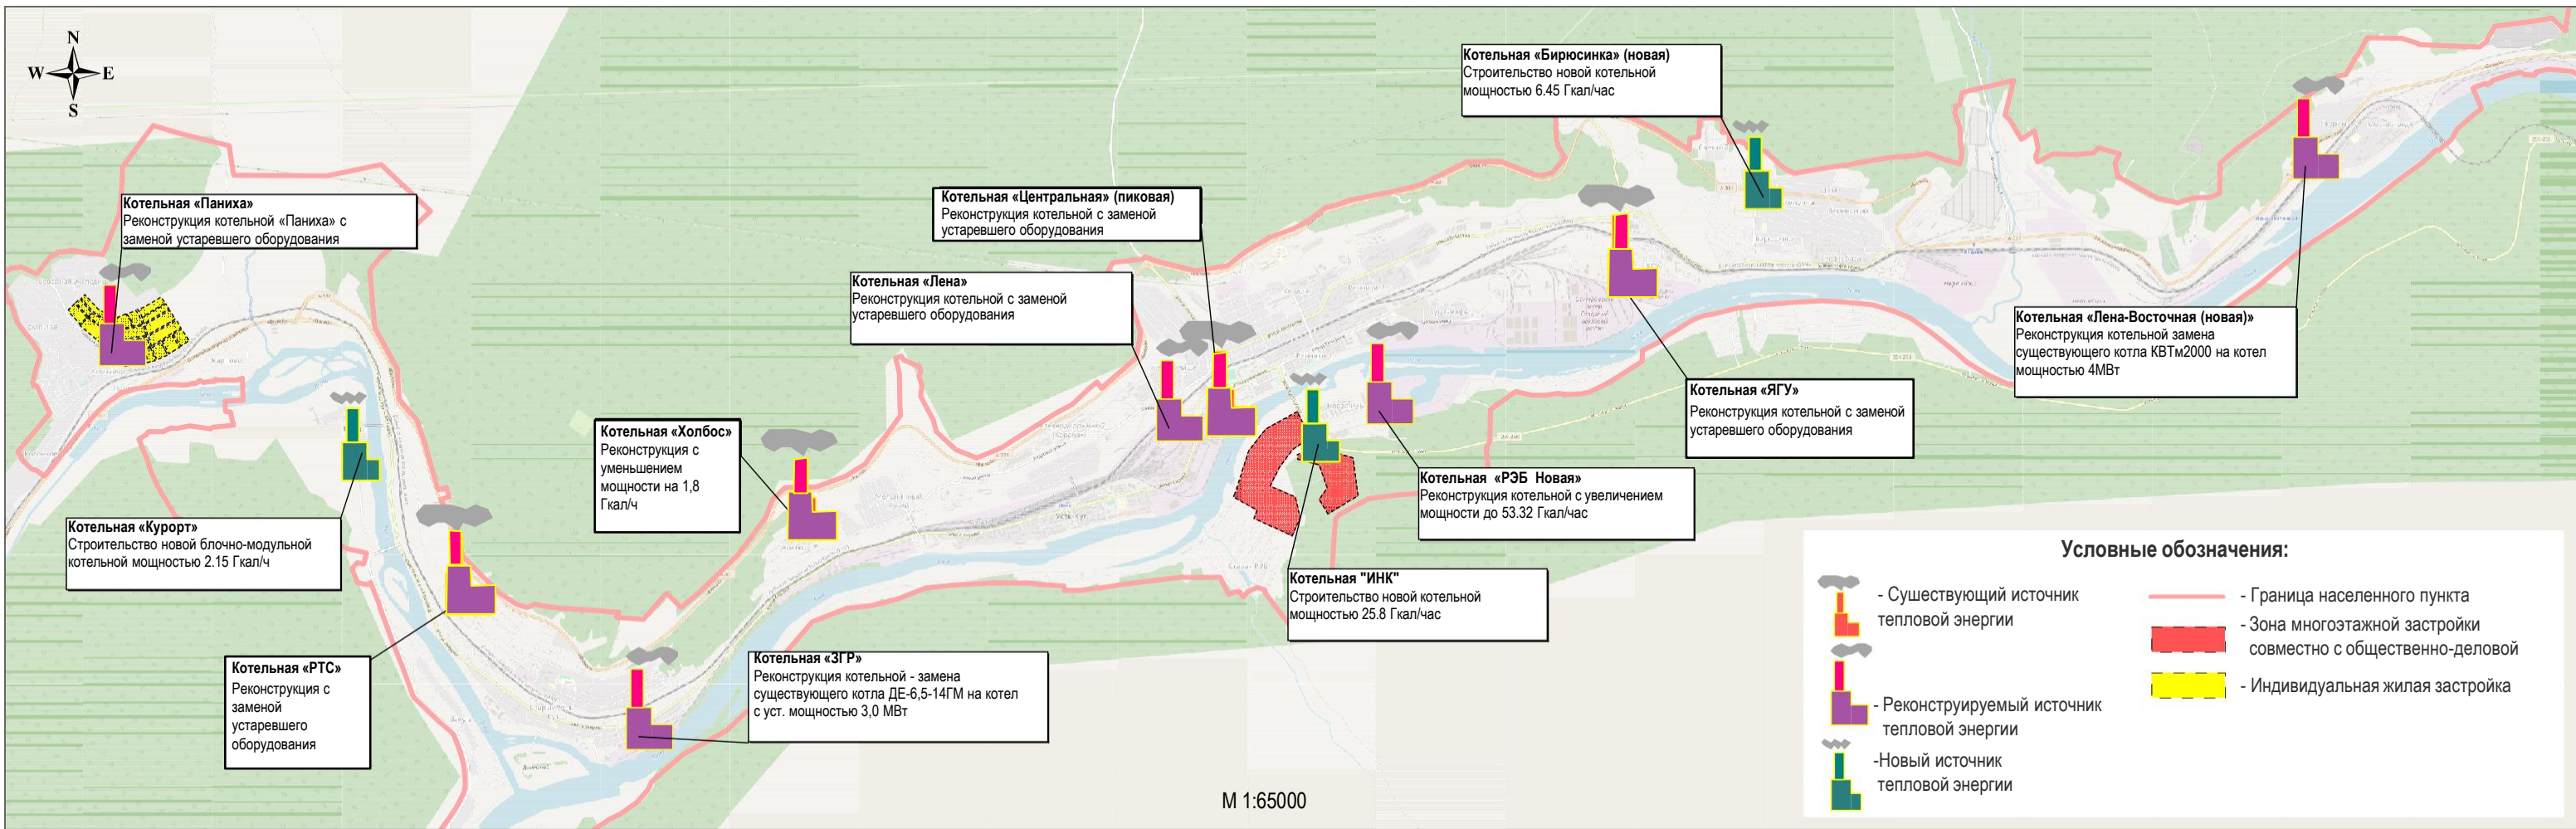 N
W E
S
Котельная «Бирюсинка» (новая)
Строительство новой котельной
мощностью 6.45 Гкал/час
Котельная «Паниха»
Реконструкция котельной «Паниха» с
заменой устаревшего оборудования
Котельная «Центральная» (пиковая)
Реконструкция котельной с заменой
устаревшего оборудования
Котельная «Лена»
Реконструкция котельной с заменой
устаревшего оборудования
Котельная «Лена-Восточная (новая)»
Реконструкция котельной замена
существующего котла КВТм2000 на котел
мощностью 4МВт
Котельная «ЯГУ»
Реконструкция котельной с заменой
устаревшего оборудования
Котельная «Холбос»
Реконструкция с
уменьшением
мощности на 1,8
Гкал/ч
Котельная «РЭБ Новая»
Реконструкция котельной с увеличением
мощности до 53.32 Гкал/час
Котельная «Курорт»
Строительство новой блочно-модульной
котельной мощностью 2.15 Гкал/ч
Котельная "ИНК"
Строительство новой котельной
мощностью 25.8 Гкал/час
Котельная «РТС»
Реконструкция с
заменой
устаревшего
оборудования
Котельная «ЗГР»
Реконструкция котельной - замена
существующего котла ДЕ-6,5-14ГМ на котел
с уст. мощностью 3,0 МВт
М 1:65000
Условные обозначения:
- Сушествующий источник
тепловой энергии
- Реконструируемый источник
тепловой энергии
-Новый источник
тепловой энергии
- Граница населенного пункта
- Зона многоэтажной застройки
совместно с общественно-деловой
- Индивидуальная жилая застройка